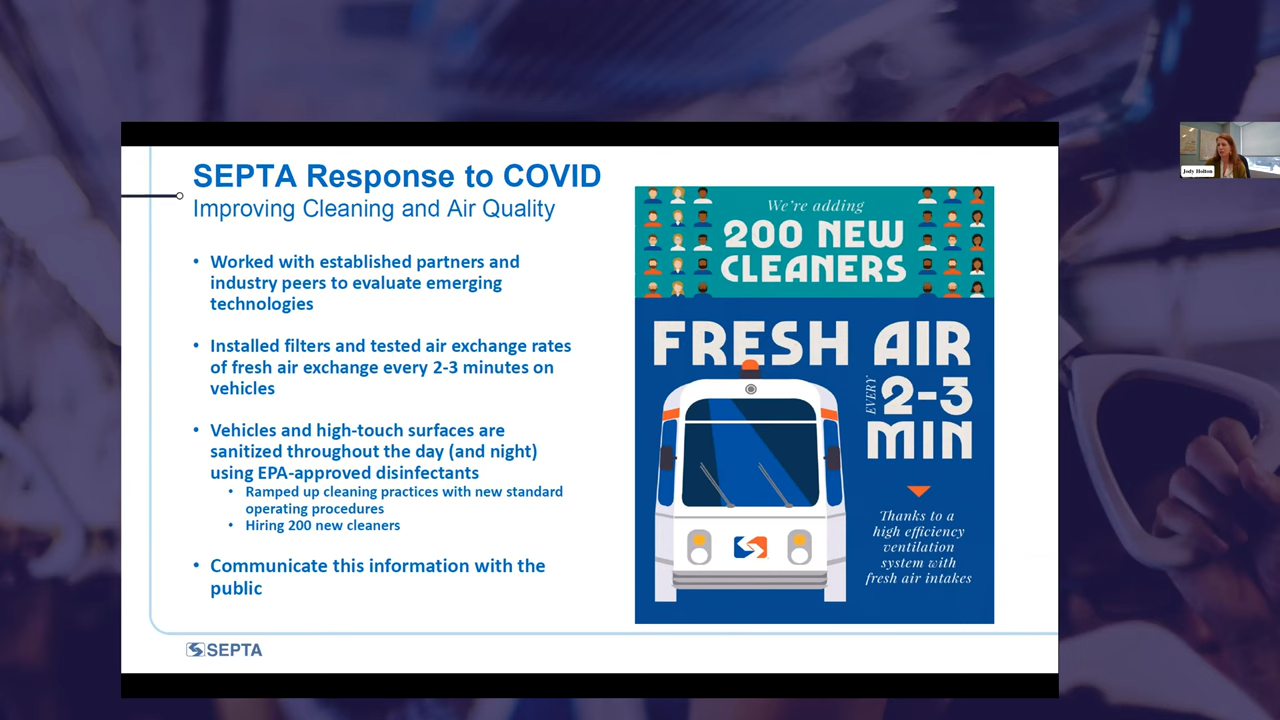 SEPTA Response to COVID
Improving Cleaning and Air Quality
• Worked with established partners and
industry peers to evaluate emerging
technologies
• Installed filters and tested air exchange rates
of fresh air exchange every 2-3 minutes on
vehicles
• Vehicles and high-touch surfaces are
sanitized throughout the day (and night)
using EPA-approved disinfectants
• Ramped up cleaning practices with new standard
operating procedures
• Hiring 200 new cleaners
• Communicate this information with the
public
SEPTA
We're adding
200 NEW
CLEANERS
FRESH AIR
EVERY
2-3
MIN
Thanks to a
high efficiency
ventilation
system with
fresh air intakes
Jody Holton